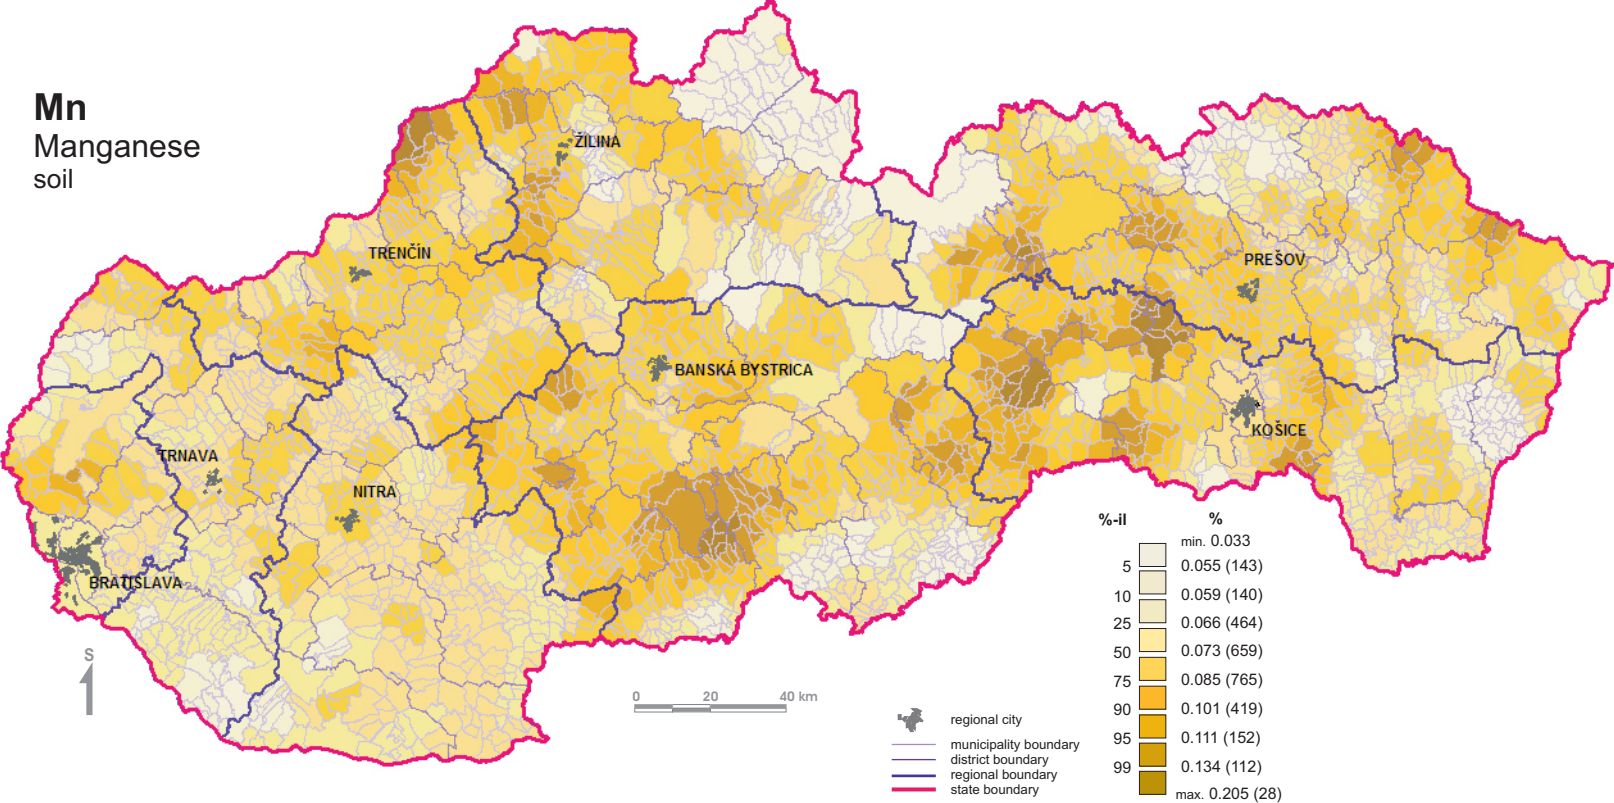 Mn
Manganese
soil
ŽILINA
TRENČÍN
PREŠOV
BANSKÁ BYSTRICA
KOŠICE
TRNAVA
NITRA
BRATISLAVA
S
0 20 40 km
regional city
municipality boundary
district boundary
regional boundary
state boundary
%-il %
min. 0.033
5 0.055 (143)
10 0.059 (140)
25 0.066 (464)
50 0.073 (659)
75 0.085 (765)
90 0.101 (419)
95 0.111 (152)
99 0.134 (112)
max. 0.205 (28)